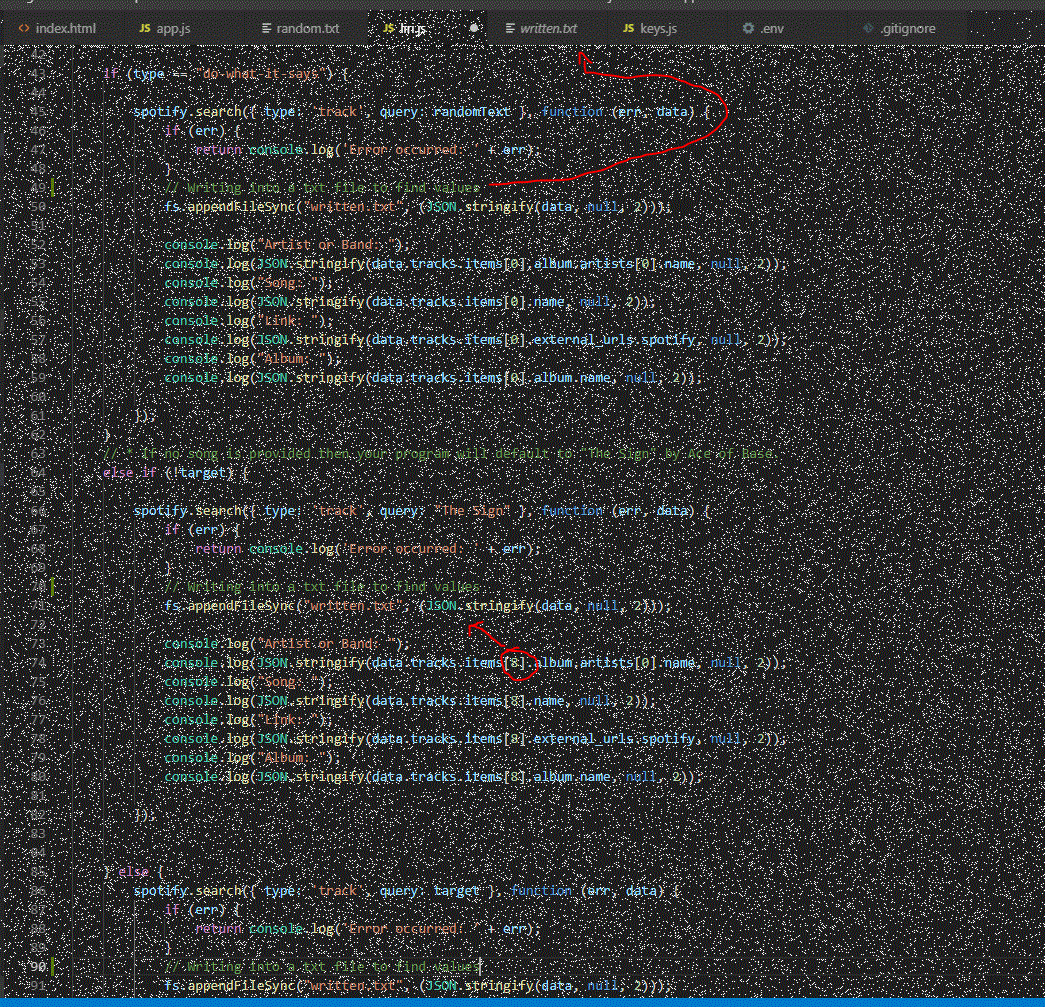 index.html app.js random.txt liri.js written.txt keys.js .env .gitignore
42
43 if (type == "do-what-it-says") {
44
45 spotify.search({ type: 'track', query: randomText }, function (err, data) {
46 if (err) {
47 return console.log('Error occurred: ' + err);
48 }
49 // Writing into a txt file to find values
50 fs.appendFileSync("written.txt", (JSON.stringify(data, null, 2)));
51
52 console.log("Artist or Band: ");
53 console.log(JSON.stringify(data.tracks.items[0].album.artists[0].name, null, 2));
54 console.log("Song: ");
55 console.log(JSON.stringify(data.tracks.items[0].name, null, 2));
56 console.log("Link: ");
57 console.log(JSON.stringify(data.tracks.items[0].external_urls.spotify, null, 2));
58 console.log("Album: ");
59 console.log(JSON.stringify(data.tracks.items[0].album.name, null, 2));
60
61 });
62 }
63 // * If no song is provided then your program will default to "The Sign" by Ace of Base.
64 else if (!target) {
65
66 spotify.search({ type: 'track', query: "The Sign" }, function (err, data) {
67 if (err) {
68 return console.log('Error occurred: ' + err);
69 }
70 // Writing into a txt file to find values
71 fs.appendFileSync("written.txt", (JSON.stringify(data, null, 2)));
72
73 console.log("Artist or Band: ");
74 console.log(JSON.stringify(data.tracks.items[8].album.artists[0].name, null, 2));
75 console.log("Song: ");
76 console.log(JSON.stringify(data.tracks.items[8].name, null, 2));
77 console.log("Link: ");
78 console.log(JSON.stringify(data.tracks.items[8].external_urls.spotify, null, 2));
79 console.log("Album: ");
80 console.log(JSON.stringify(data.tracks.items[8].album.name, null, 2));
81
82 });
83
84
85 } else {
86 spotify.search({ type: 'track', query: target }, function (err, data) {
87 if (err) {
88 return console.log('Error occurred: ' + err);
89 }
90 // Writing into a txt file to find values
91 fs.appendFileSync("written.txt", (JSON.stringify(data, null, 2)));